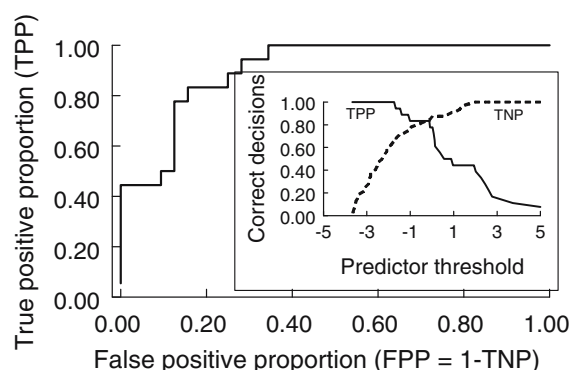 True positive proportion (TPP)
1.00
0.80
0.60
0.40
0.20
0.00
0.00 0.20 0.40 0.60 0.80 1.00
False positive proportion (FPP = 1-TNP)
Correct decisions
1.00
0.80
0.60
0.40
0.20
0.00
TPP
TNP
-5 -3 -1 1 3 5
Predictor threshold